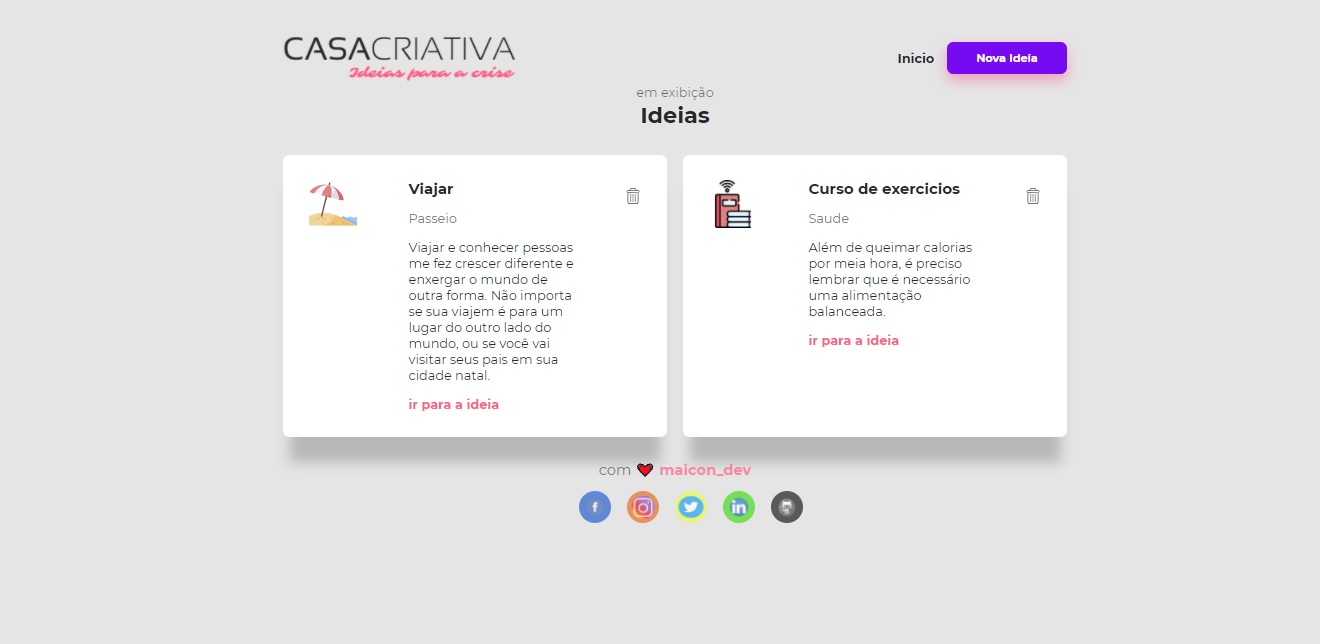 CASACRIATIVA
Ideias para a crise
Inicio
Nova Ideia
em exibição
Ideias
Viajar
Passeio
Viajar e conhecer pessoas
me fez crescer diferente e
enxergar o mundo de
outra forma. Não importa
se sua viajem é para um
lugar do outro lado do
mundo, ou se você vai
visitar seus pais em sua
cidade natal.
ir para a ideia
Curso de exercicios
Saude
Além de queimar calorias
por meia hora, é preciso
lembrar que é necessário
uma alimentação
balanceada.
ir para a ideia
com maicon_dev
f
in